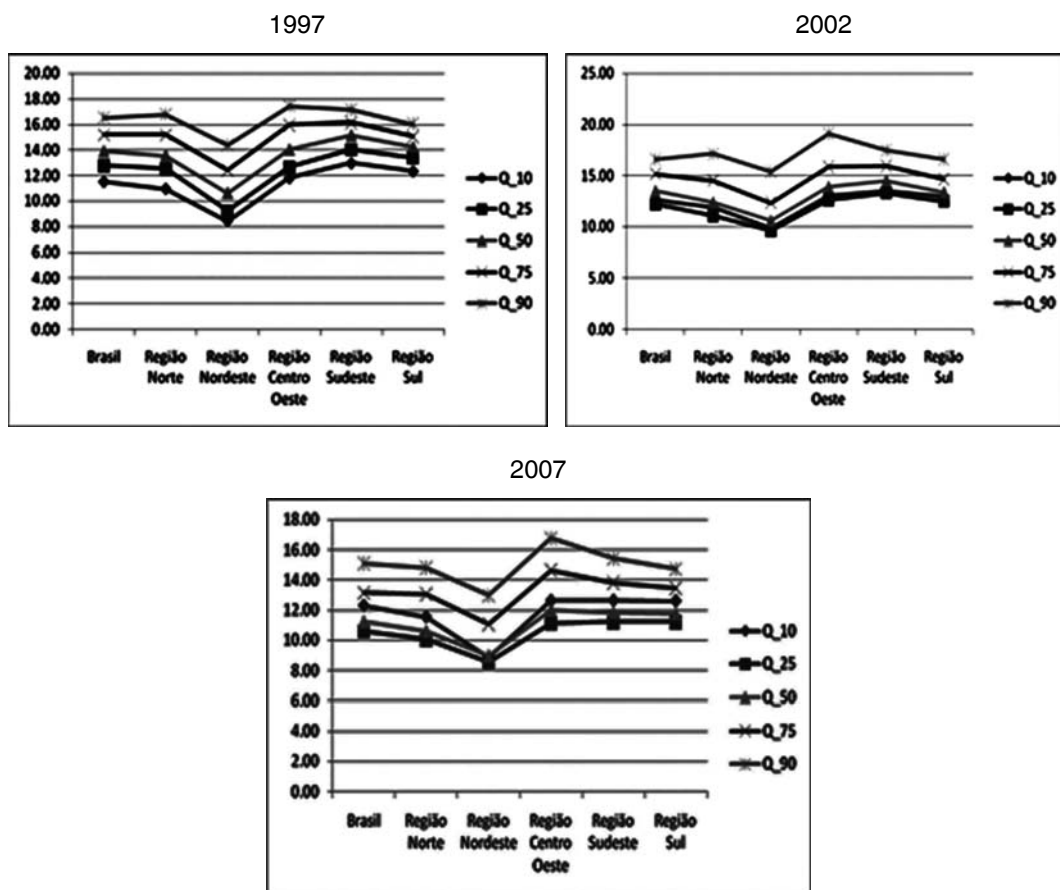 1997
20.00
18.00
16.00
14.00
12.00
10.00
8.00
6.00
4.00
2.00
0.00
Brasil
Região Norte
Região Nordeste
Região Centro Oeste
Região Sudeste
Região Sul
Q_10
Q_25
Q_50
Q_75
Q_90
2002
25.00
20.00
15.00
10.00
5.00
0.00
Brasil
Região Norte
Região Nordeste
Região Centro Oeste
Região Sudeste
Região Sul
Q_10
Q_25
Q_50
Q_75
Q_90
2007
18.00
16.00
14.00
12.00
10.00
8.00
6.00
4.00
2.00
0.00
Brasil
Região Norte
Região Nordeste
Região Centro Oeste
Região Sudeste
Região Sul
Q_10
Q_25
Q_50
Q_75
Q_90